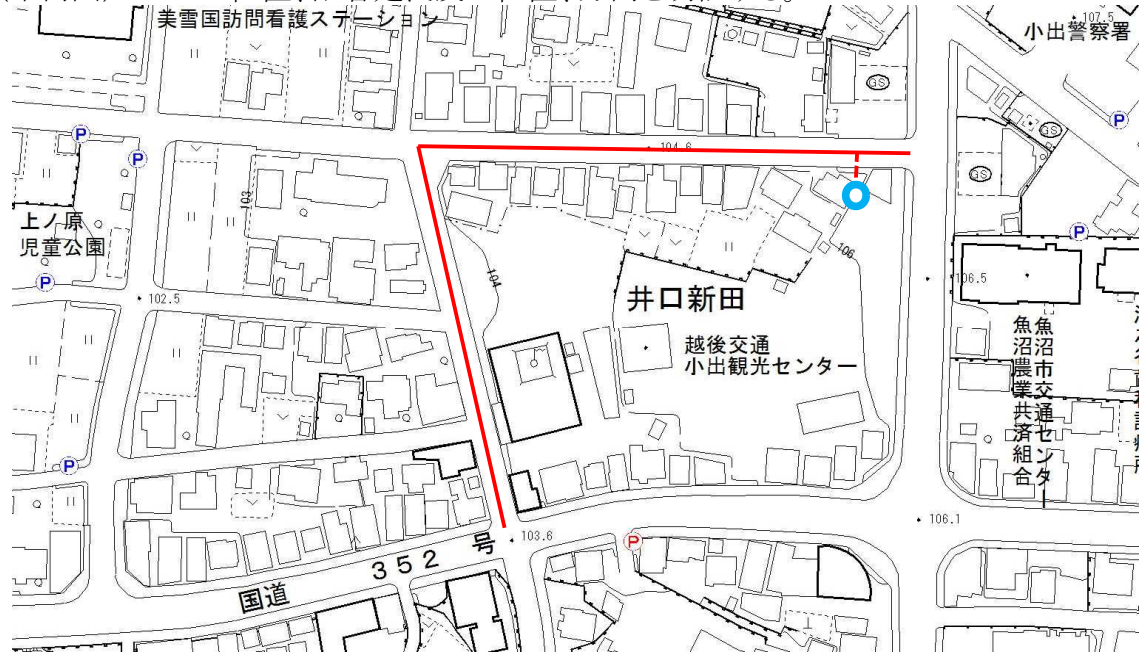 美雪国訪問看護ステーション
107.5
小出警察署
GS
GS
P
P
P
104.6
GS
103
上ノ原
児童公園
P
P
104
106
106.5
102.5
井口新田
越後交通
小出観光センター
魚沼市交通センター
魚沼農業共済組合
P
106.1
103.6
P
国道 352 号